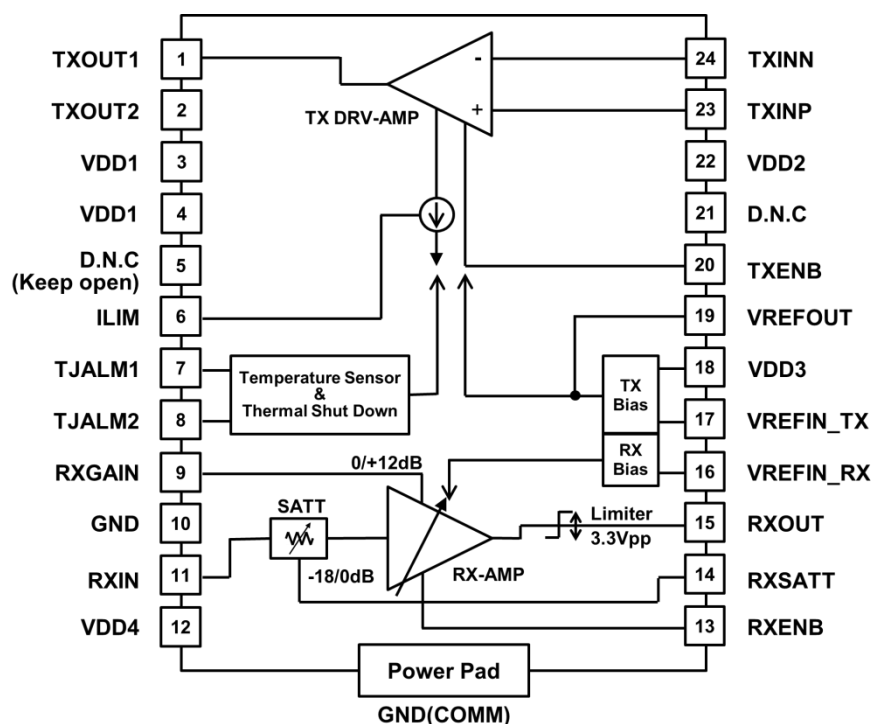 TXOUT1 1
TXOUT2 2
VDD1 3
VDD1 4
D.N.C 5
(Keep open)
ILIM 6
TJALM1 7
TJALM2 8
RXGAIN 9
GND 10
RXIN 11
VDD4 12
-
+
TX DRV-AMP
Temperature Sensor
&
Thermal Shut Down
TX
Bias
RX
Bias
0/+12dB
SATT
-18/0dB
RX-AMP
Limiter
3.3Vpp
24 TXINN
23 TXINP
22 VDD2
21 D.N.C
20 TXENB
19 VREFOUT
18 VDD3
17 VREFIN_TX
16 VREFIN_RX
15 RXOUT
14 RXSATT
13 RXENB
Power Pad
GND(COMM)